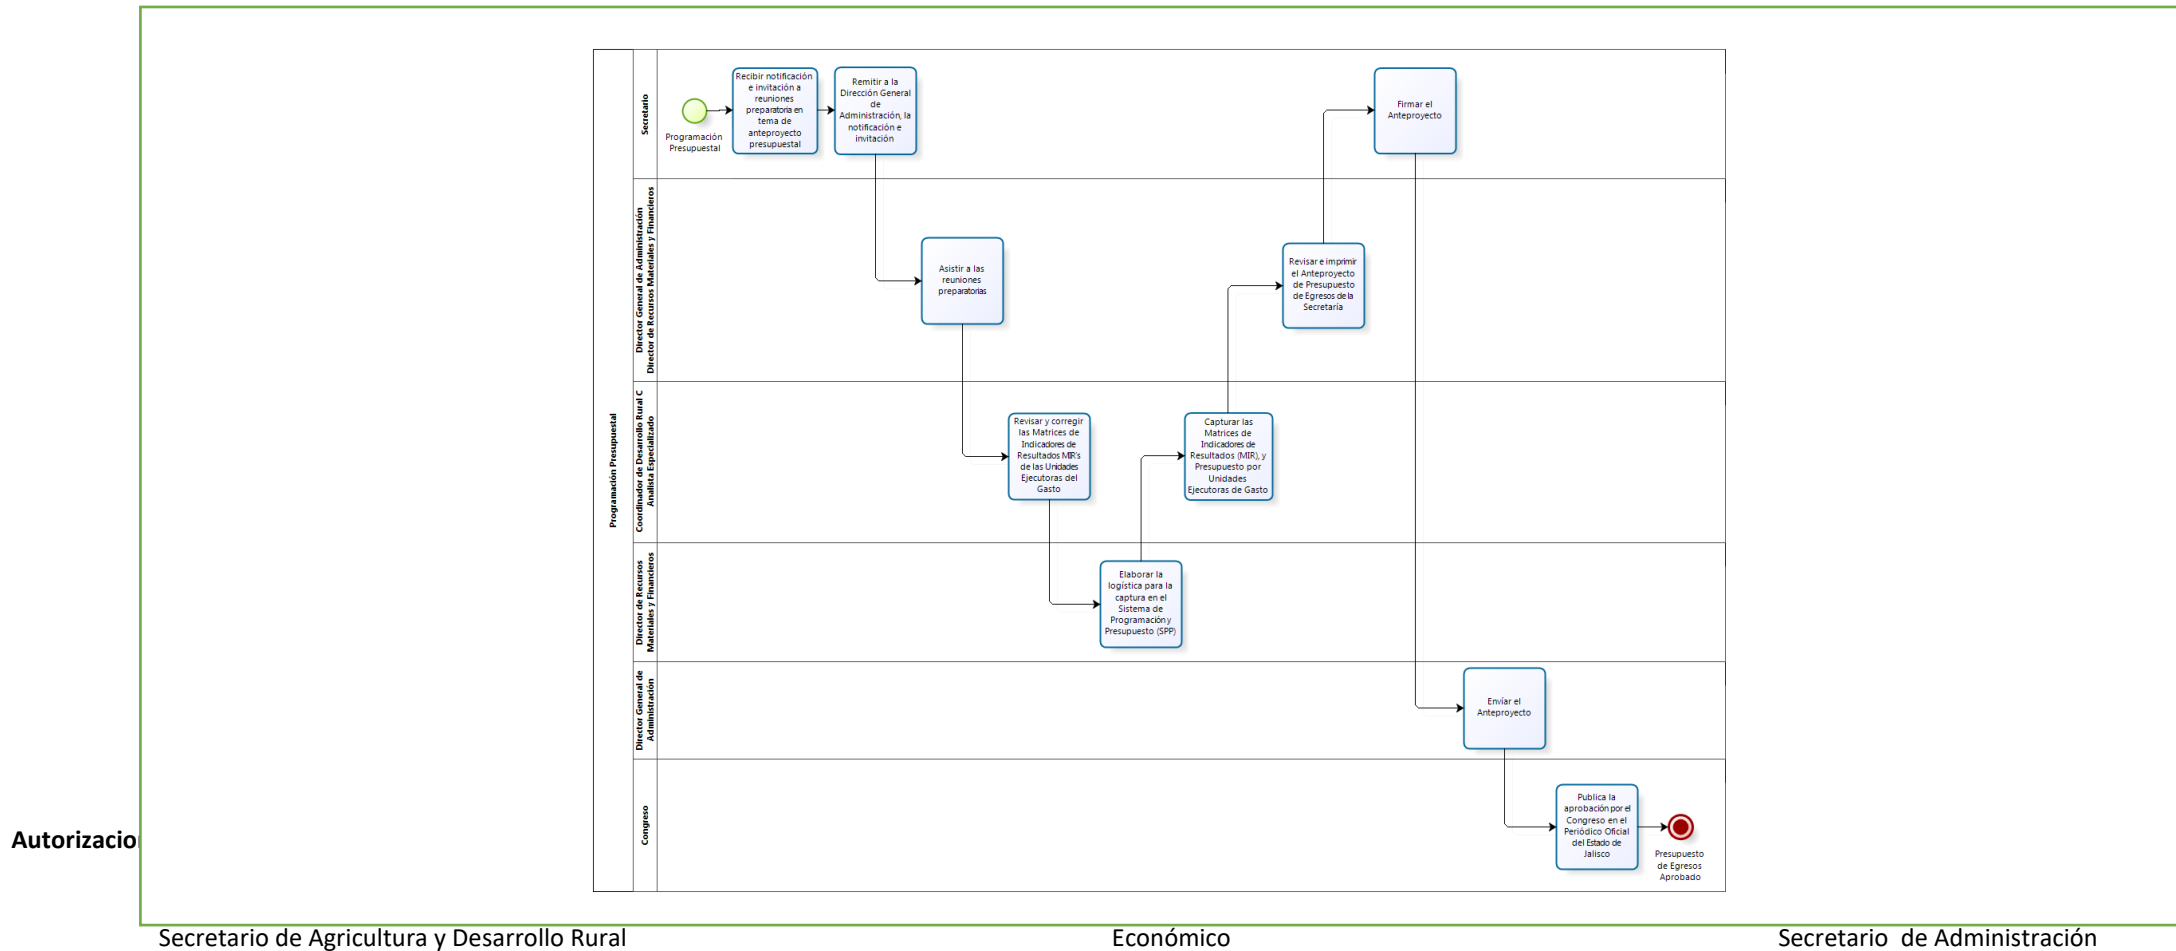 Programación Presupuestal
Secretario
Programación
Presupuestal
Recibir notificación
e invitación a
reuniones
preparatoria en
tema de
anteproyecto
presupuestal
Remitir a la
Dirección General
de
Administración, la
notificación e
invitación
Firmar el
Anteproyecto
Director General de Administración
Director de Recursos Materiales y Financieros
Asistir a las
reuniones
preparatorias
Revisar e imprimir
el Anteproyecto
de Presupuesto
de Egresos de la
Secretaría
Coordinador de Desarrollo Rural C
Analista Especializado
Revisar y corregir
las Matrices de
Indicadores de
Resultados MIR's
de las Unidades
Ejecutoras del
Gasto
Capturar las
Matrices de
Indicadores de
Resultados (MIR), y
Presupuesto por
Unidades
Ejecutoras de Gasto
Director de Recursos
Materiales y Financieros
Elaborar la
logística para la
captura en el
Sistema de
Programación y
Presupuesto (SPP)
Director General de
Administración
Envíar el
Anteproyecto
Congreso
Publica la
aprobación por el
Congreso en el
Periódico Oficial
del Estado de
Jalisco
Presupuesto
de Egresos
Aprobado
Autorizacio
Secretario de Agricultura y Desarrollo Rural
Económico
Secretario  de Administración